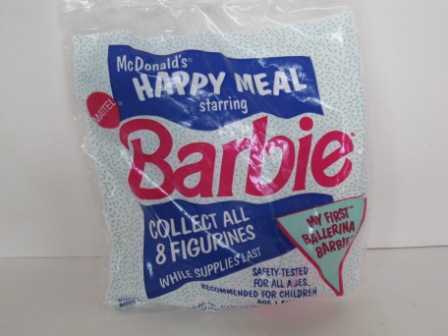 McDonald's®
HAPPY MEAL
starring
MATTEL
Barbie®
COLLECT ALL
8 FIGURINES
WHILE SUPPLIES LAST
MY FIRST™
BALLERINA
BARBIE
SAFETY-TESTED
FOR ALL AGES.
RECOMMENDED FOR CHILDREN